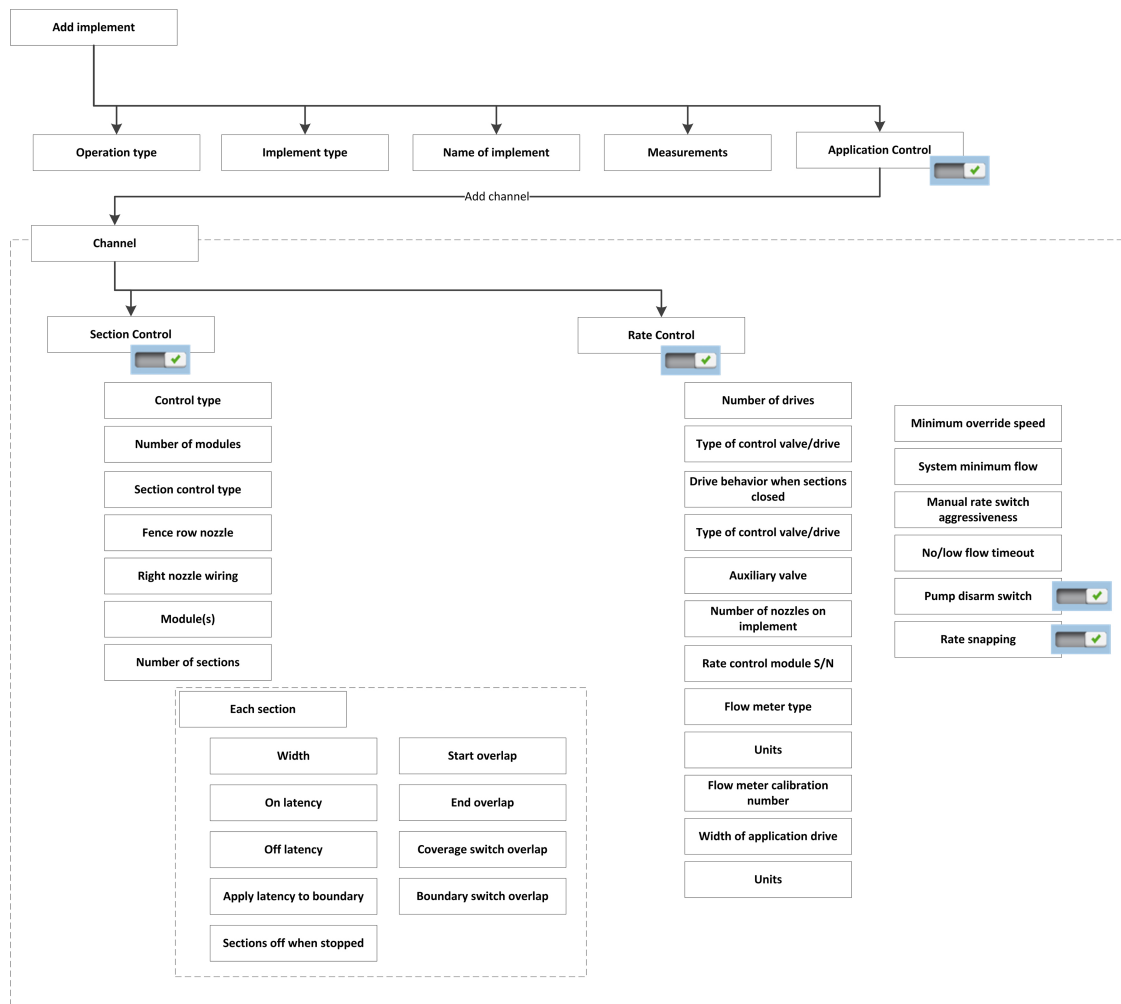 Add implement
Operation type
Implement type
Name of implement
Measurements
Application Control
Add channel
Channel
Section Control
Rate Control
Control type
Number of modules
Section control type
Fence row nozzle
Right nozzle wiring
Module(s)
Number of sections
Each section
Width
On latency
Off latency
Apply latency to boundary
Sections off when stopped
Start overlap
End overlap
Coverage switch overlap
Boundary switch overlap
Number of drives
Type of control valve/drive
Drive behavior when sections
closed
Type of control valve/drive
Auxiliary valve
Number of nozzles on
implement
Rate control module S/N
Flow meter type
Units
Flow meter calibration
number
Width of application drive
Units
Minimum override speed
System minimum flow
Manual rate switch
aggressiveness
No/low flow timeout
Pump disarm switch
Rate snapping